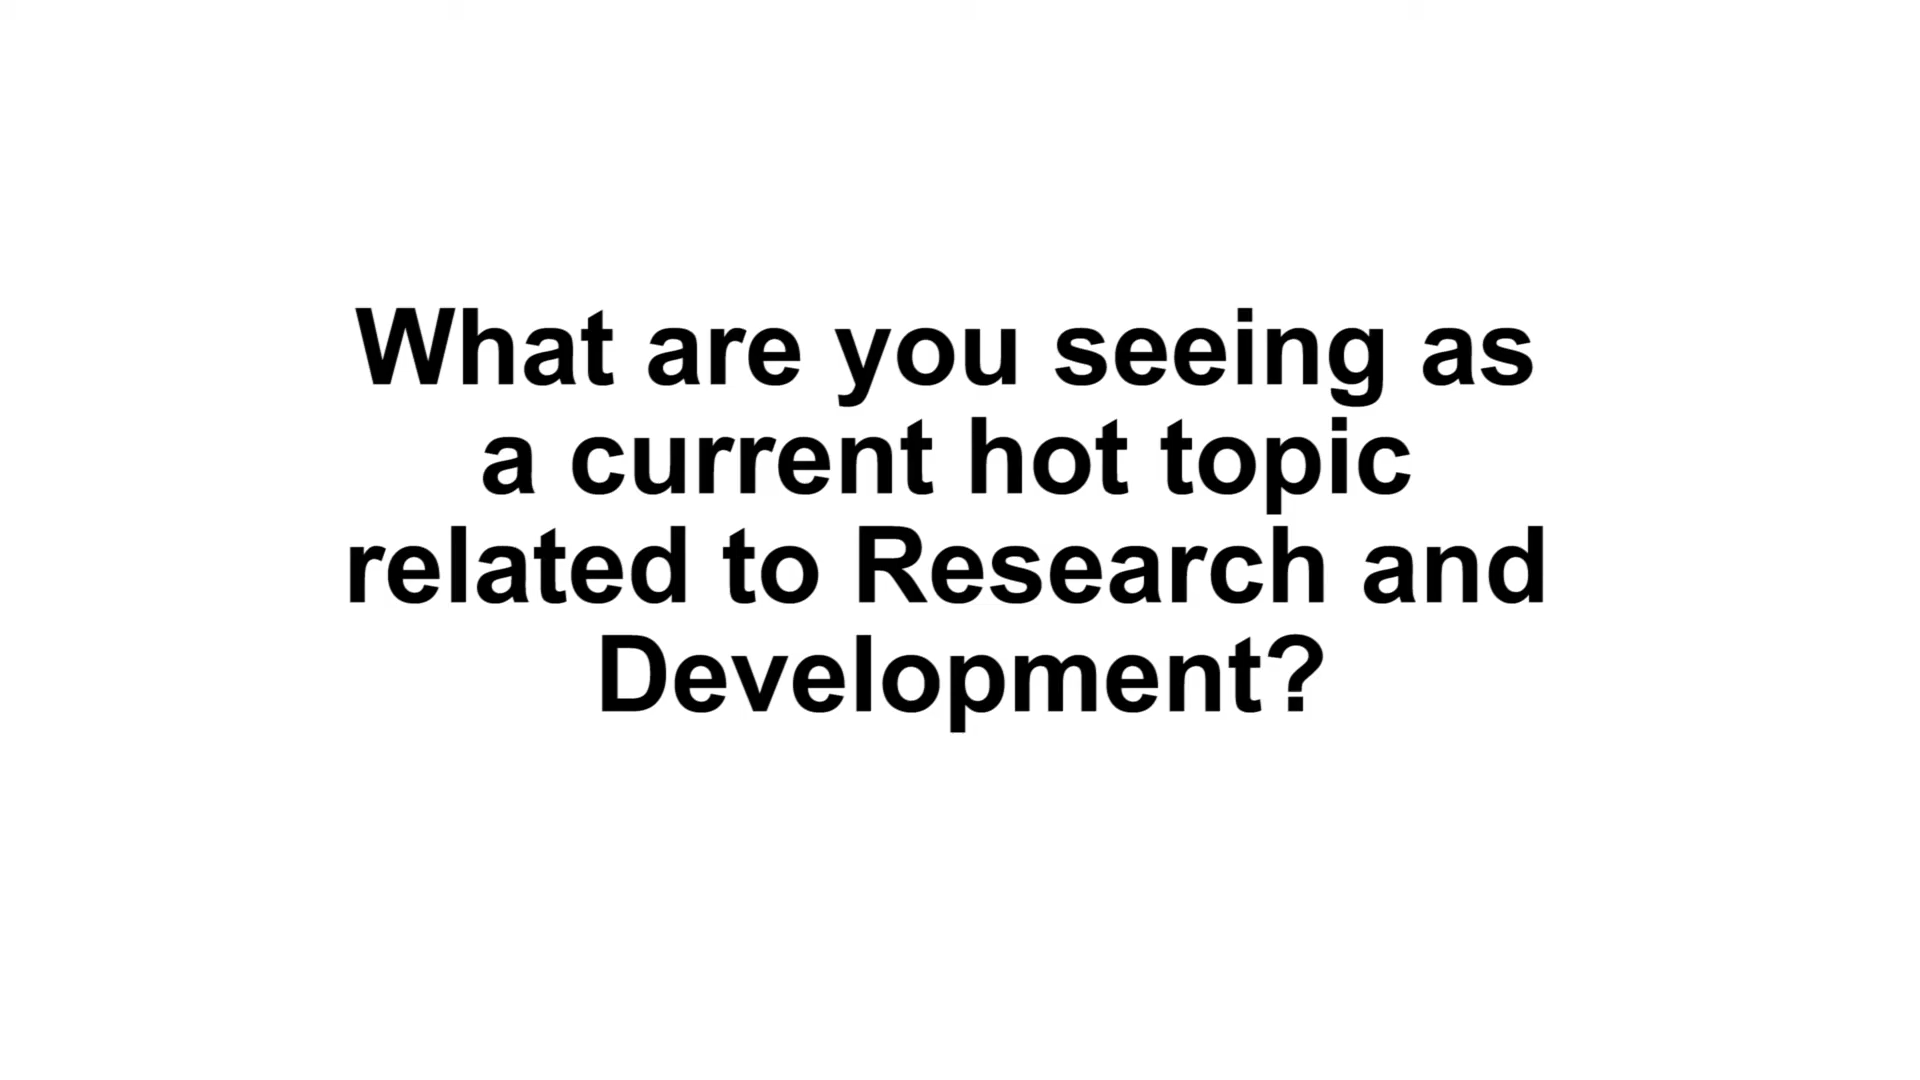 What are you seeing as
a current hot topic
related to Research and
Development?